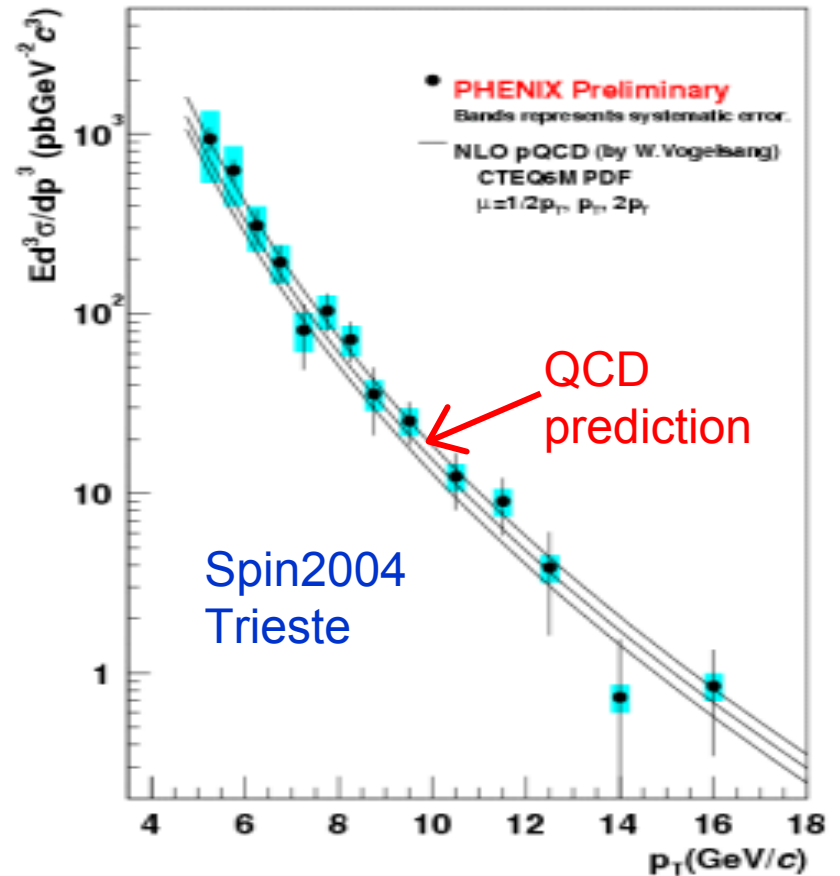 Ed³σ/dp³ (pbGeV⁻²c³)
PHENIX Preliminary
Bands represents systematic error.
NLO pQCD (by W.Vogelsang)
CTEQ6M PDF
μ=1/2pT, pT, 2pT
10³
10²
10
1
QCD
prediction
Spin2004
Trieste
4 6 8 10 12 14 16 18
pT(GeV/c)